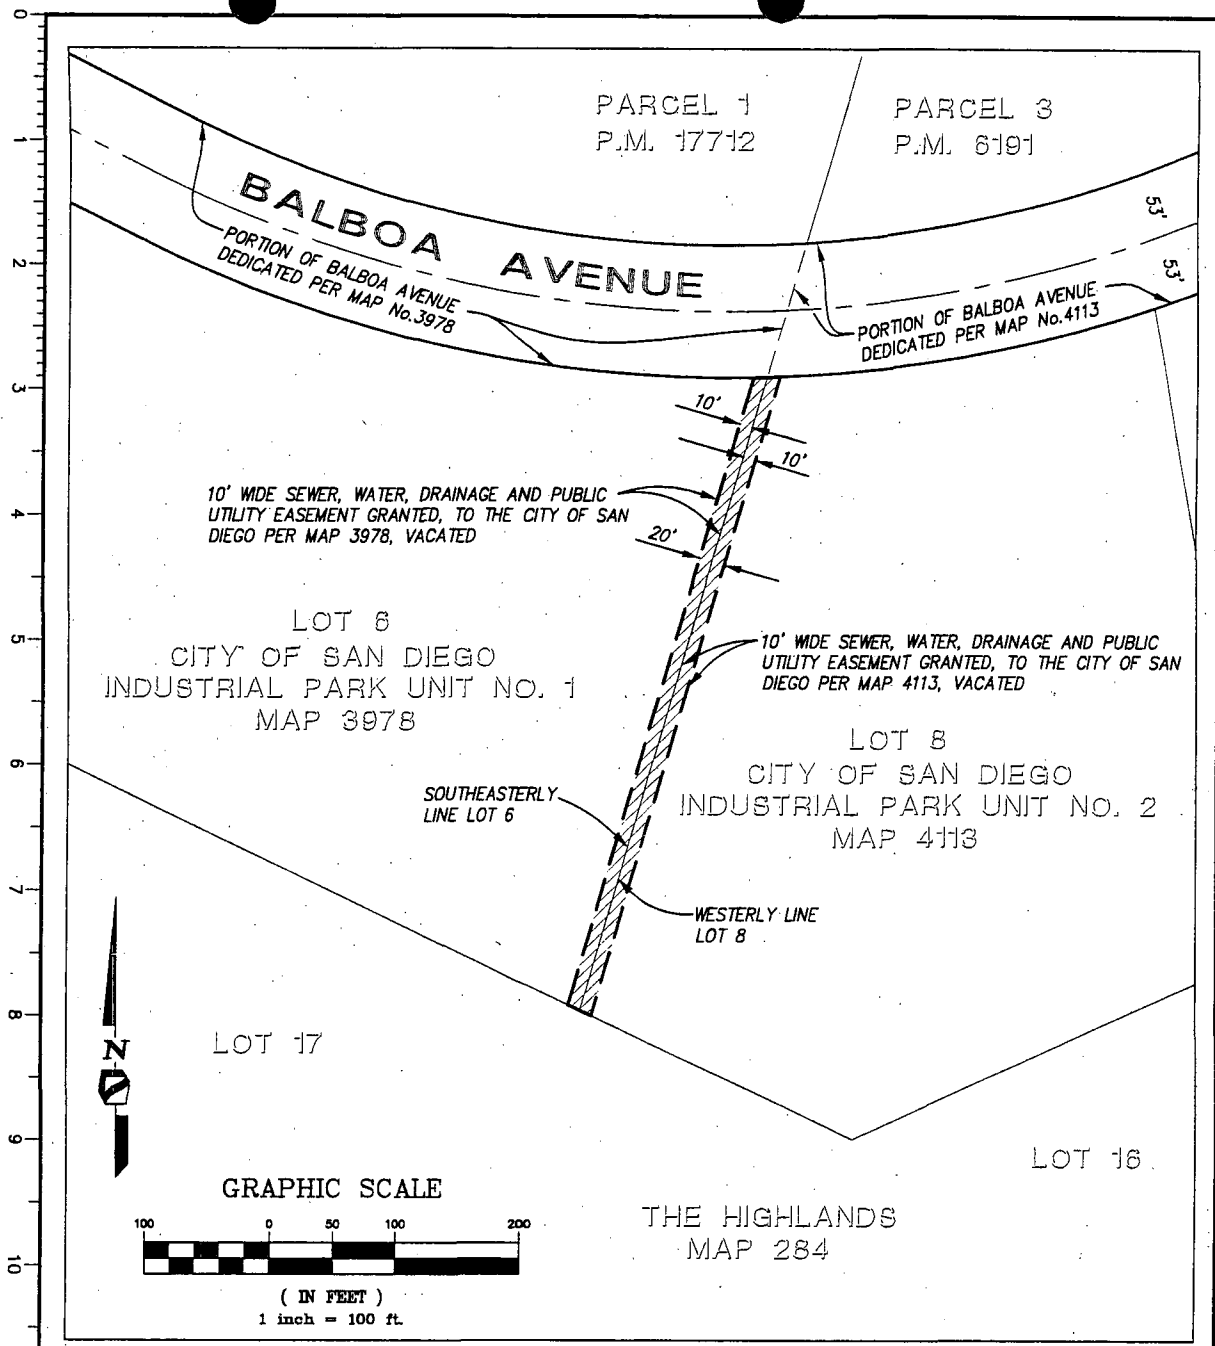 0
1
2
3
4
5
6
7
8
9
10
PARCEL 1
P.M. 17712
PARCEL 3
P.M. 6191
BALBOA AVENUE
53'
53'
PORTION OF BALBOA AVENUE
DEDICATED PER MAP No.3978
PORTION OF BALBOA AVENUE
DEDICATED PER MAP No.4113
10'
10'
10' WIDE SEWER, WATER, DRAINAGE AND PUBLIC
UTILITY EASEMENT GRANTED, TO THE CITY OF SAN
DIEGO PER MAP 3978, VACATED
20'
LOT 6
CITY OF SAN DIEGO
INDUSTRIAL PARK UNIT NO. 1
MAP 3978
10' WIDE SEWER, WATER, DRAINAGE AND PUBLIC
UTILITY EASEMENT GRANTED, TO THE CITY OF SAN
DIEGO PER MAP 4113, VACATED
LOT 8
CITY OF SAN DIEGO
INDUSTRIAL PARK UNIT NO. 2
MAP 4113
SOUTHEASTERLY
LINE LOT 6
WESTERLY LINE
LOT 8
N
LOT 17
LOT 16
GRAPHIC SCALE
100 0 50 100 200
( IN FEET )
1 inch = 100 ft.
THE HIGHLANDS
MAP 284